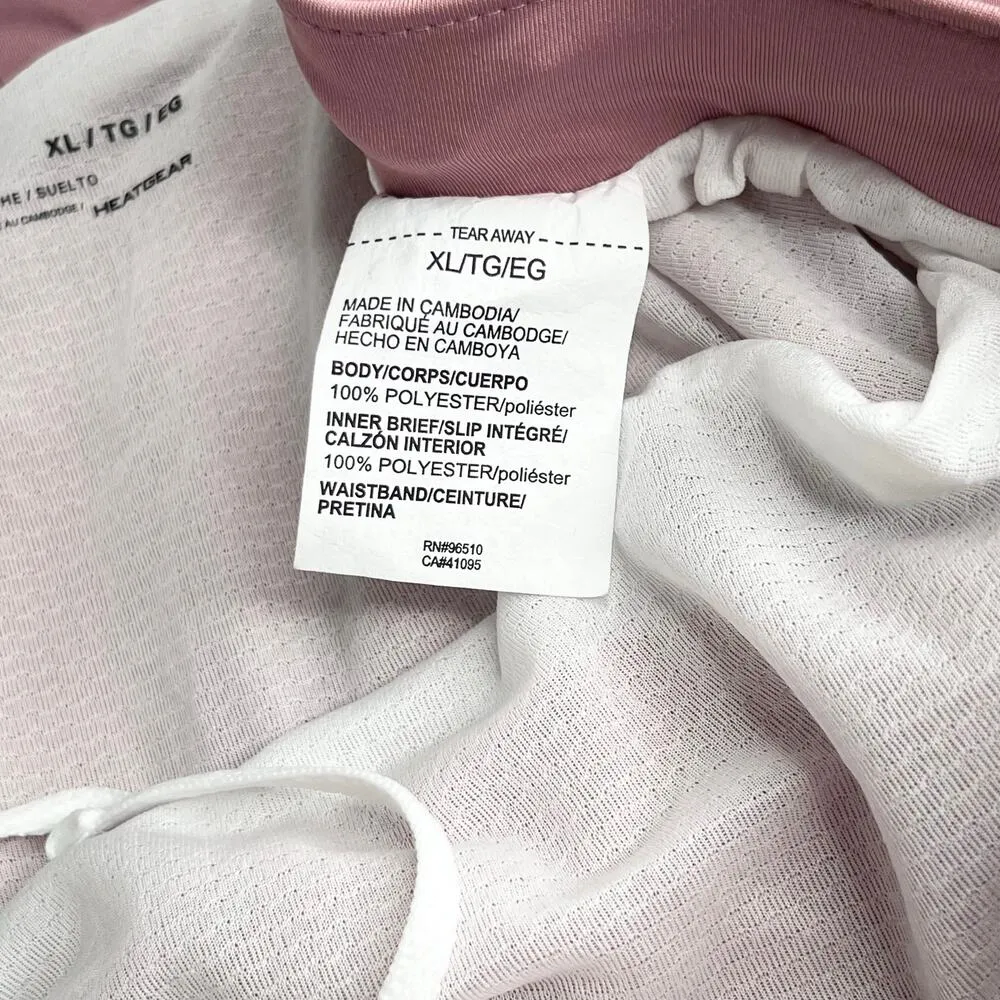 XL / TG / EG
HE / SUELTO
AU CAMBODGE /
HEATGEAR
TEAR AWAY
XL/TG/EG
MADE IN CAMBODIA/
FABRIQUÉ AU CAMBODGE/
HECHO EN CAMBOYA
BODY/CORPS/CUERPO
100% POLYESTER/poliéster
INNER BRIEF/SLIP INTÉGRÉ/
CALZÓN INTERIOR
100% POLYESTER/poliéster
WAISTBAND/CEINTURE/
PRETINA
RN#96510
CA#41095